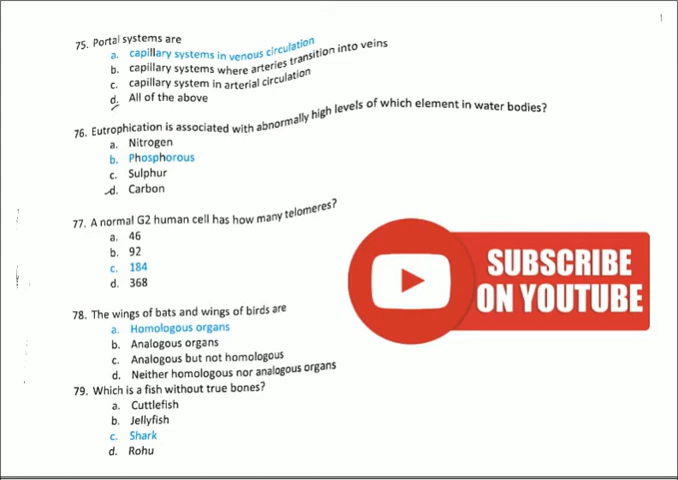 1
75. Portal systems are
a. capillary systems in venous circulation
b. capillary systems where arteries transition into veins
c. capillary system in arterial circulation
d. All of the above
76. Eutrophication is associated with abnormally high levels of which element in water bodies?
a. Nitrogen
b. Phosphorous
c. Sulphur
d. Carbon
77. A normal G2 human cell has how many telomeres?
a. 46
b. 92
c. 184
d. 368
78. The wings of bats and wings of birds are
a. Homologous organs
b. Analogous organs
c. Analogous but not homologous
d. Neither homologous nor analogous organs
79. Which is a fish without true bones?
a. Cuttlefish
b. Jellyfish
c. Shark
d. Rohu
SUBSCRIBE
ON YOUTUBE